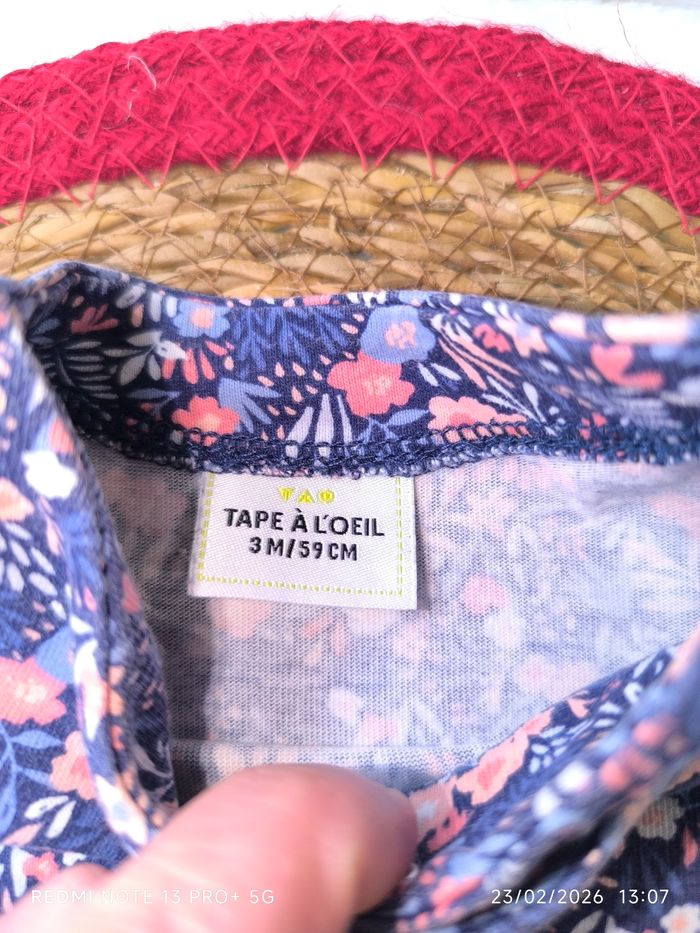 TAO
TAPE À L'OEIL
3M/59CM
REDMI NOTE 13 PRO+ 5G
23/02/2026 13:07